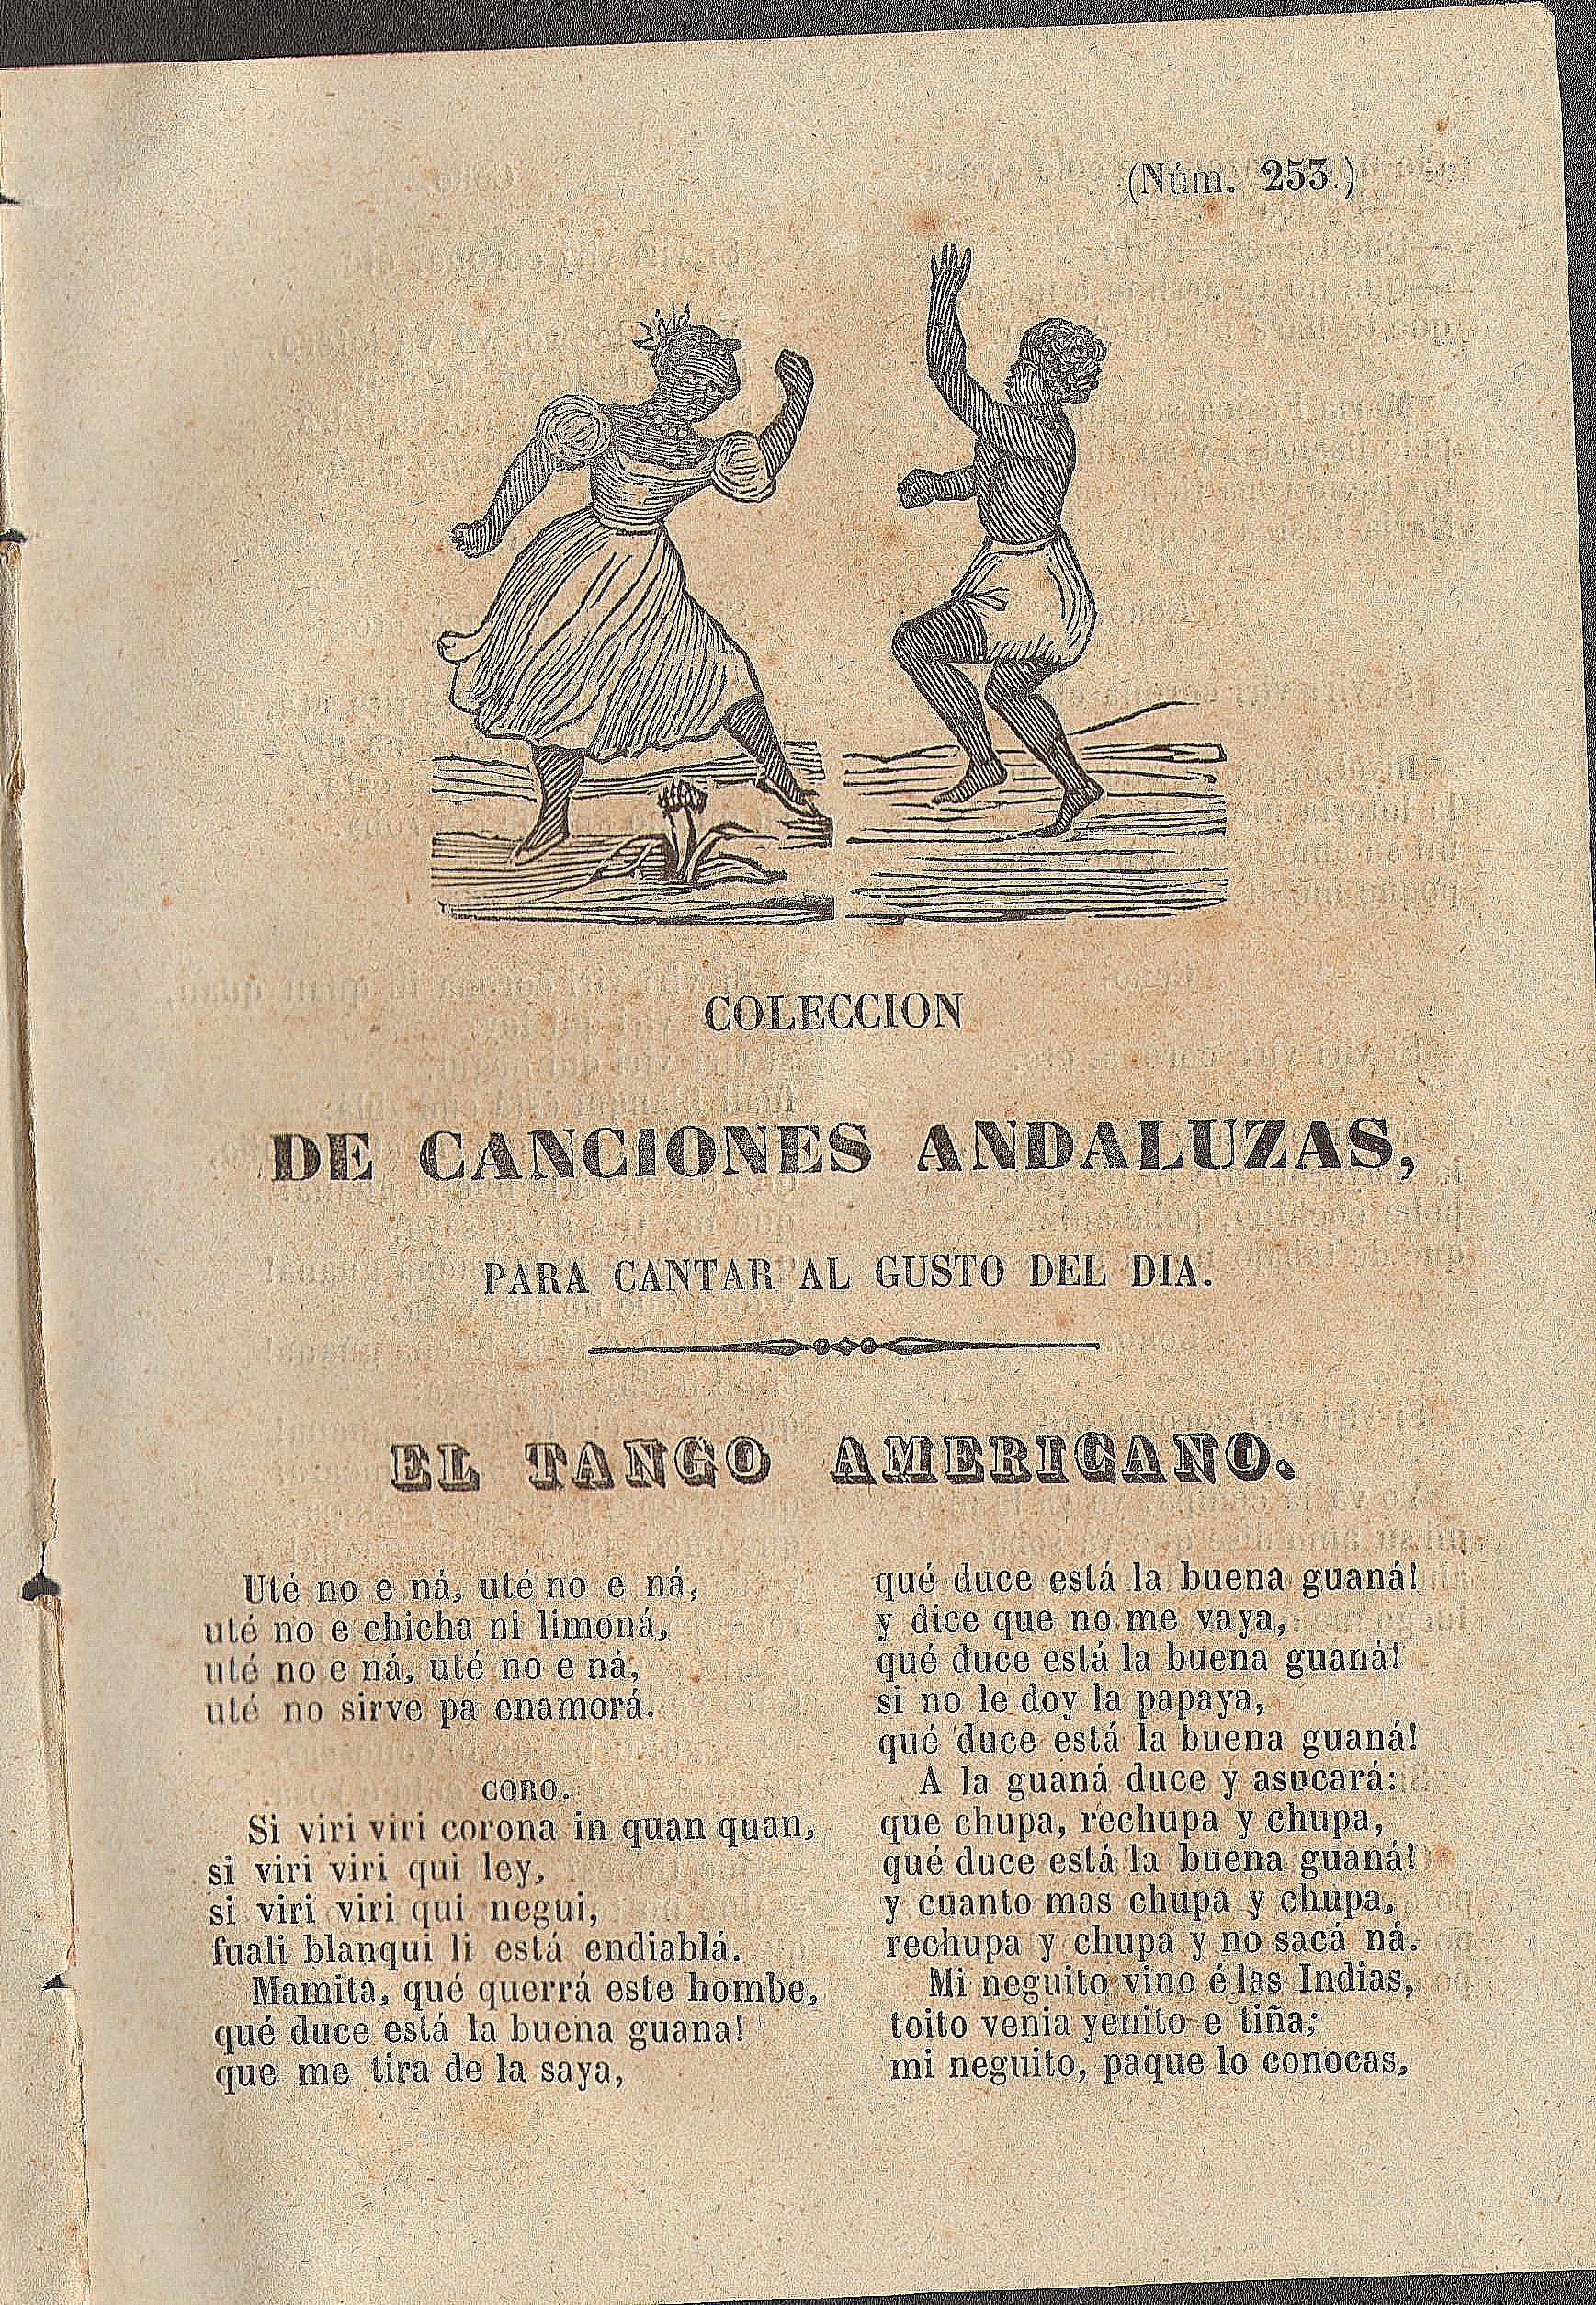 (Núm. 253.)
COLECCION
DE CANCIONES ANDALUZAS,
PARA CANTAR AL GUSTO DEL DIA.
EL TANGO AMERICANO.
Uté no e ná, uté no e ná,
uté no e chicha ni limoná,
uté no e ná, uté no e ná,
uté no sirve pa enamorá.
CORO.
Si viri viri corona in quan quan,
si viri viri qui ley,
si viri viri qui negui,
fuali blanqui li está endiablá.
Mamita, qué querrá este hombe,
qué duce está la buena guana!
que me tira de la saya,
qué duce está la buena guaná!
y dice que no me vaya,
qué duce está la buena guaná!
si no le doy la papaya,
qué duce está la buena guaná!
A la guaná duce y asucará:
que chupa, rechupa y chupa,
qué duce está la buena guaná!
y cuanto mas chupa y chupa,
rechupa y chupa y no sacá ná.
Mi neguito vino é las Indias,
toito venia yenito e tiña;
mi neguito, paque lo conocas,